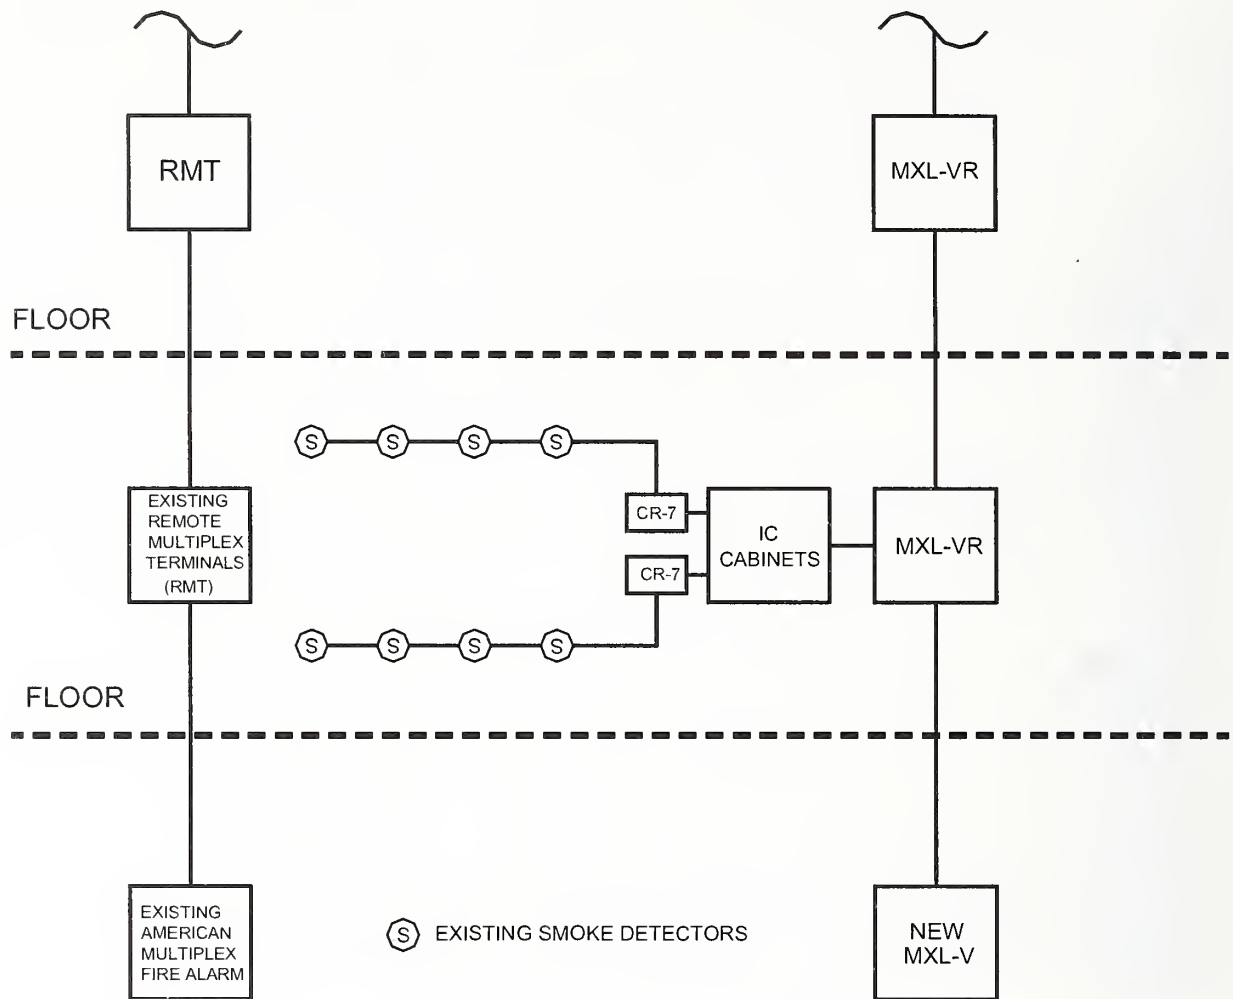 RMT
MXL-VR
FLOOR
S S S S
EXISTING
REMOTE
MULTIPLEX
TERMINALS
(RMT)
CR-7
CR-7
IC
CABINETS
MXL-VR
S S S S
FLOOR
EXISTING
AMERICAN
MULTIPLEX
FIRE ALARM
S EXISTING SMOKE DETECTORS
NEW
MXL-V